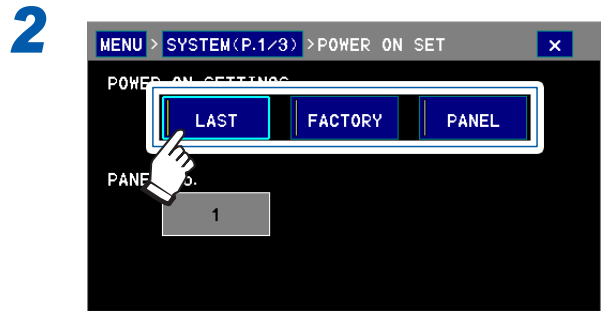 2
MENU > SYSTEM(P.1/3) >POWER ON SET ×
LAST FACTORY PANEL
1